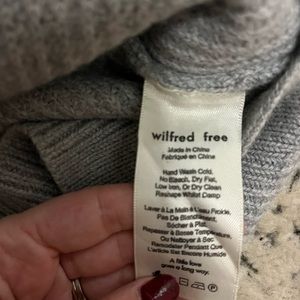 wilfred free
Made in China
Fabriqué en Chine
Hand Wash Cold.
No Bleach, Dry Flat,
Low Iron, Or Dry Clean
Reshape Whilst Damp.
Laver À La Main À L'eau Froide.
Pas De Blanchiment.
Sécher À Plat.
Repasser À Basse Température.
Ou Nettoyer À Sec
Remodeler Pendant Que
L'article Est Encore Humide
A little love
goes a long way.